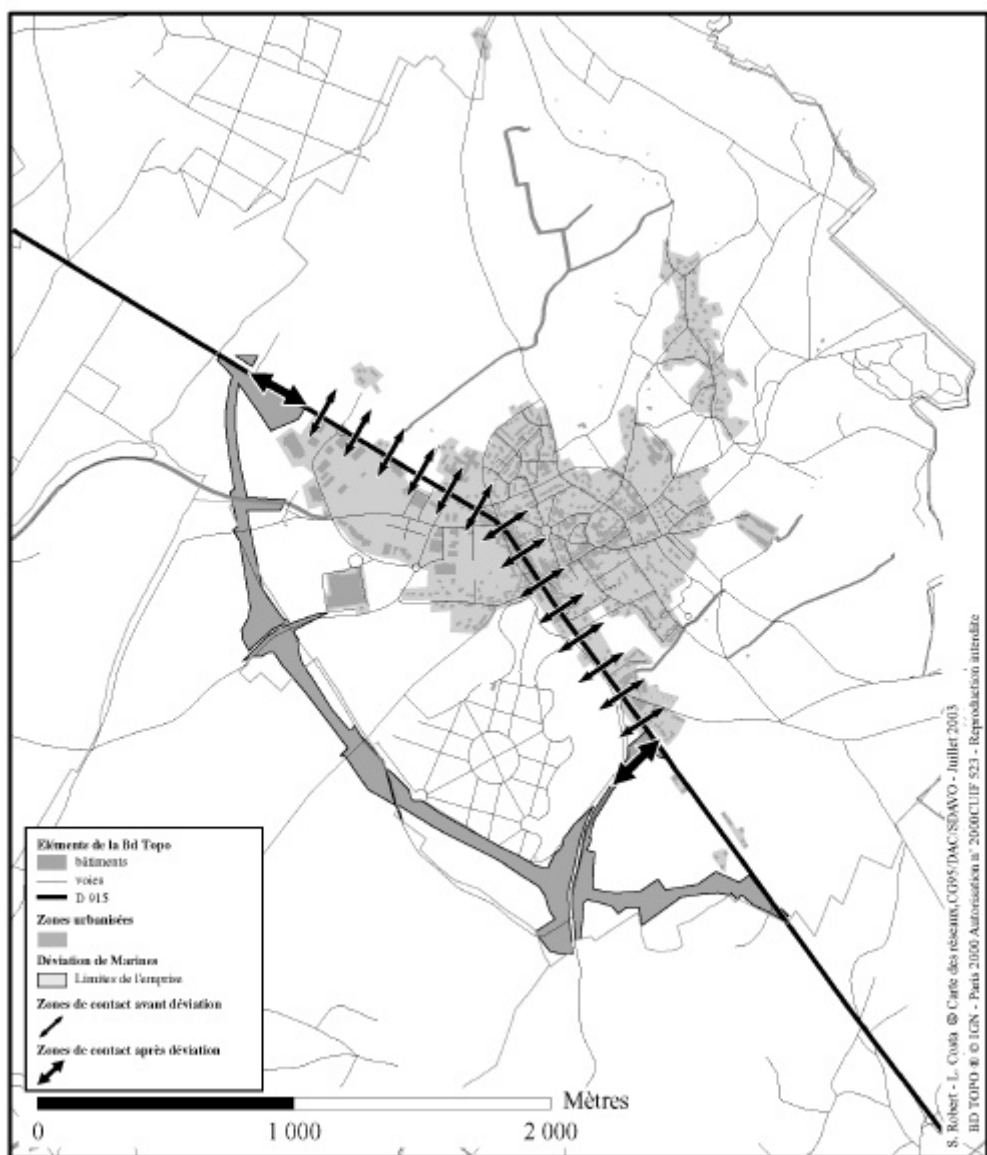 Eléments de la Bd Topo
bâtiments
voies
D 915
Zones urbanisées
Déviation de Marines
Limites de l'emprise
Zones de contact avant déviation
Zones de contact après déviation
Mètres
0 1 000 2 000
S. Robert - L. Costa © Carte des réseaux, CG95/DAC/SDAVO - Juillet 2003
BD TOPO ® © IGN - Paris 2000 Autorisation n° 2000CUIF 523 - Reproduction interdite